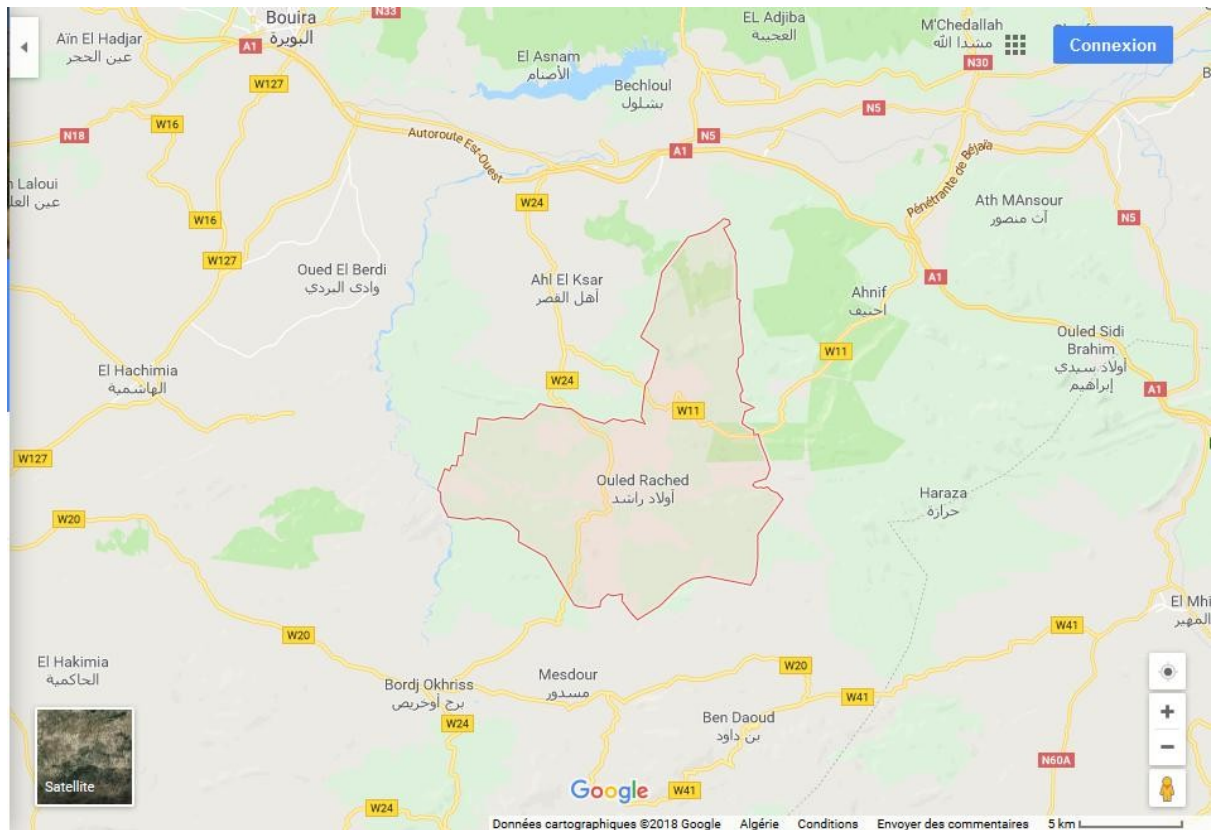 Bouira
البويرة
N33
EL Adjiba
العجيبة
M'Chedallah
مشدا الله
Connexion
Aïn El Hadjar
عين الحجر
A1
El Asnam
الأصنام
N30
W127
Bechloul
بشلول
W16
N18
Autoroute Est-Ouest
N5
N5
A1
Pénétrante de Béjaïa
n Laloui
W24
Ath MAnsour
آث منصور
N5
W16
W127
Oued El Berdi
وادي البردي
Ahl El Ksar
أهل القصر
A1
Ahnif
احنيف
Ouled Sidi
Brahim
أولاد سيدي
إبراهيم
W11
El Hachimia
الهاشمية
W24
A1
W11
W127
Ouled Rached
أولاد راشد
Haraza
حرازة
W20
El Mhi
المهير
W41
W20
El Hakimia
الحاكمية
Bordj Okhriss
برج أوخريص
Mesdour
مسدور
W20
W41
Ben Daoud
بن داود
W24
N60A
Satellite
Google
W41
W24
Données cartographiques ©2018 Google Algérie Conditions Envoyer des commentaires 5 km